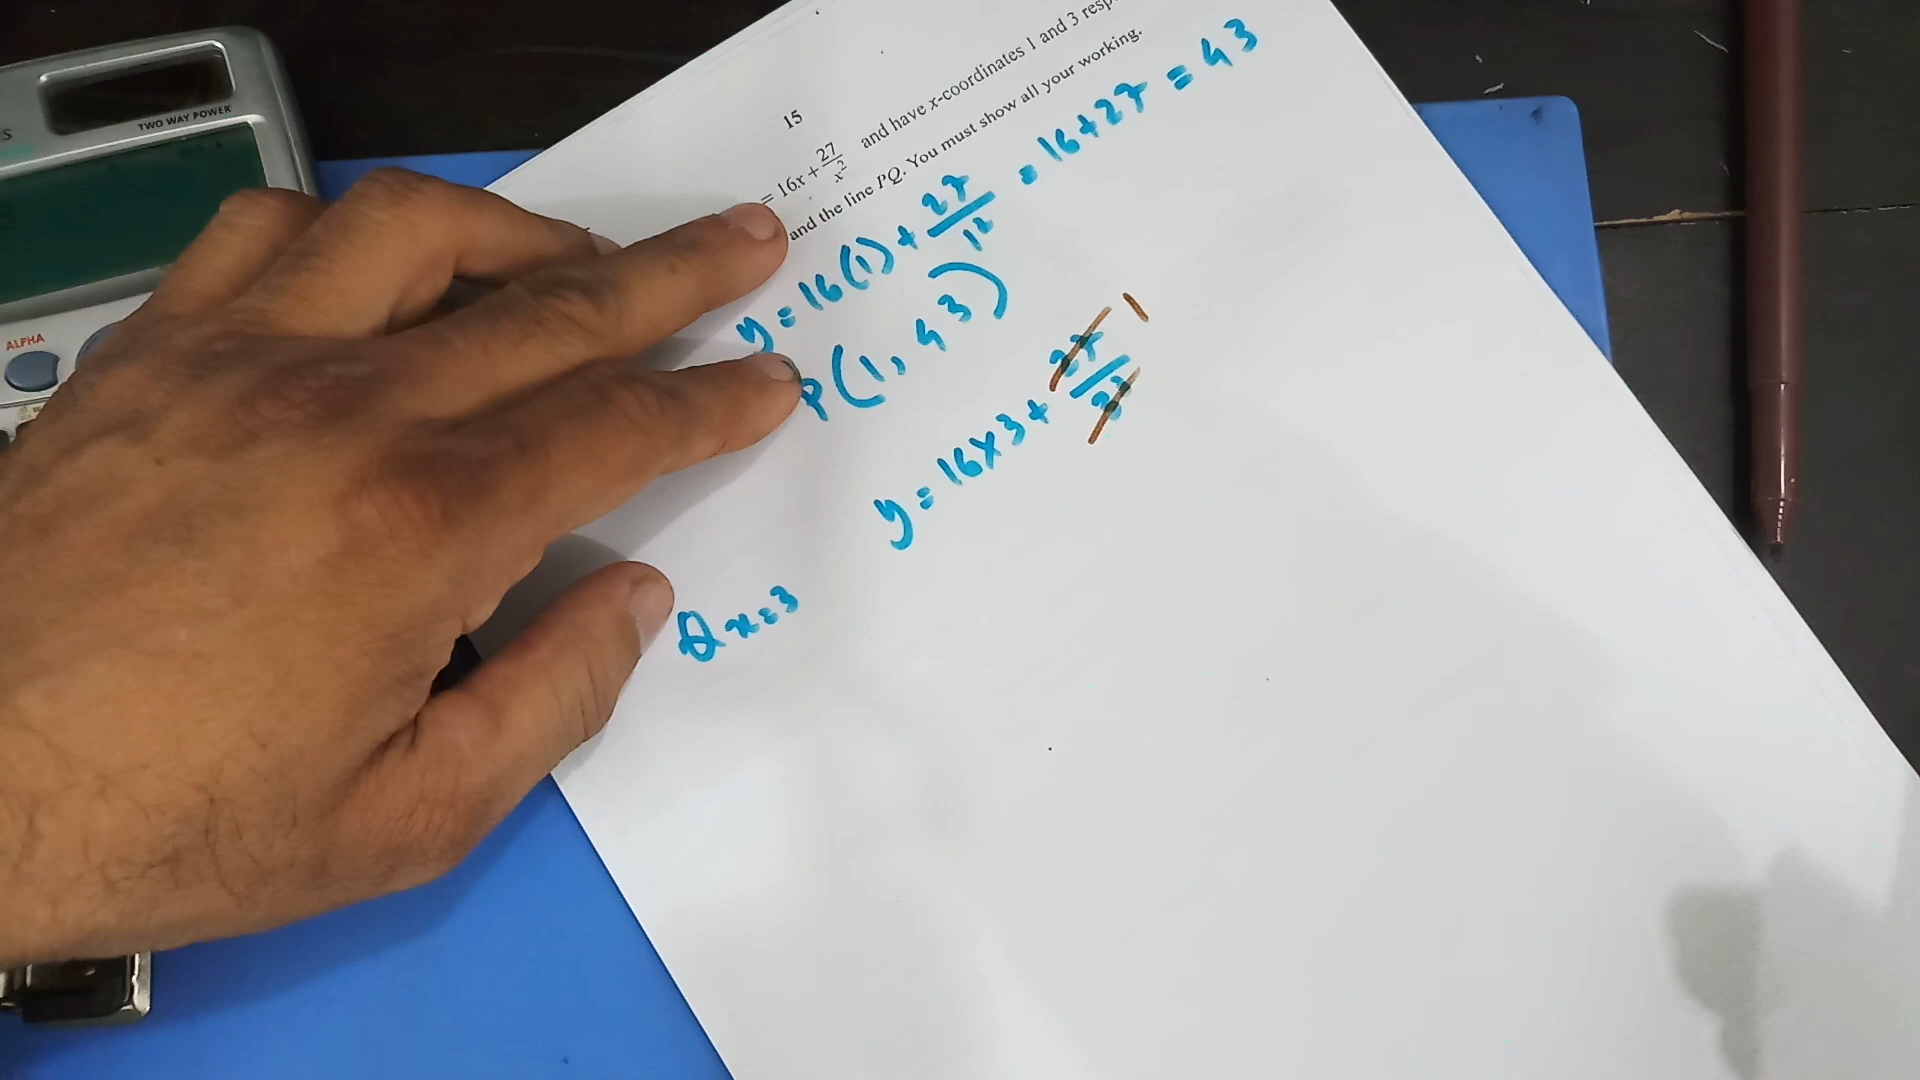 TWO WAY POWER
ALPHA
15
= 16x + 27/x² and have x-coordinates 1 and 3
and the line PQ. You must show all your working.
y = 16(1) + 27/1² = 16+27 = 43
P(1, 43)
y = 16×3 + 27/3² 1
Q x=3